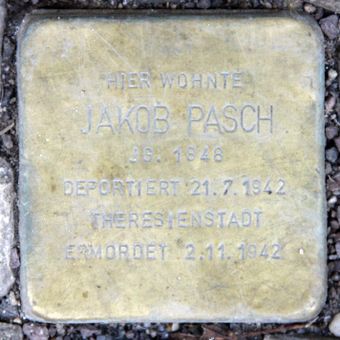 HIER WOHNTE
JAKOB PASCH
JG. 1848
DEPORTIERT 21.7.1942
THERESIENSTADT
ERMORDET 2.11.1942